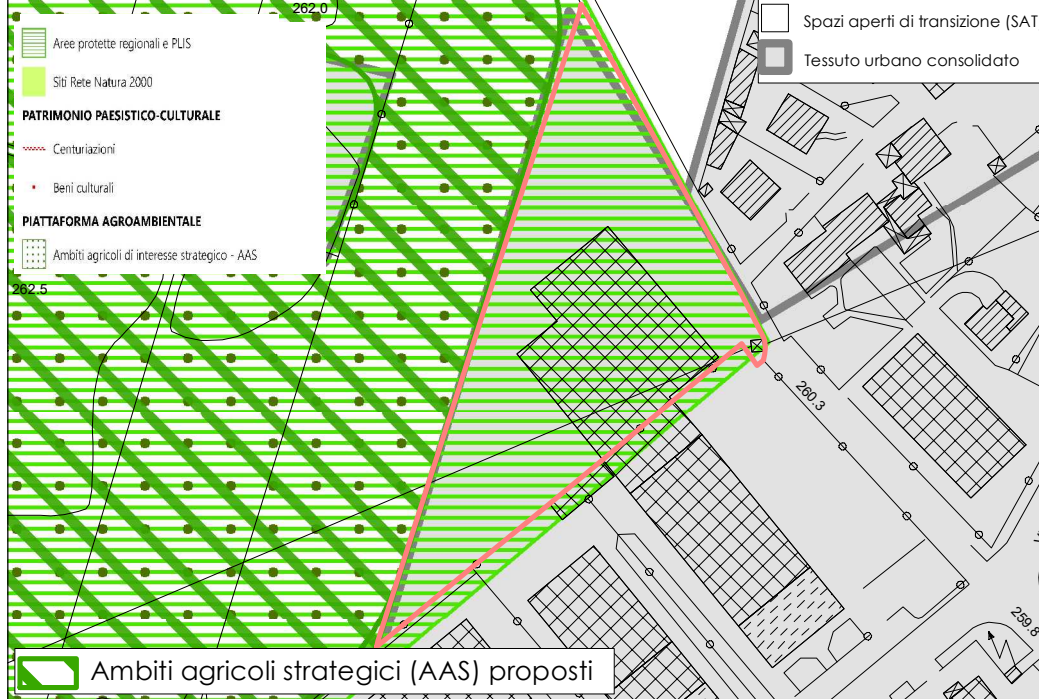 262.0
Aree protette regionali e PLIS
Siti Rete Natura 2000
PATRIMONIO PAESISTICO-CULTURALE
Centuriazioni
Beni culturali
PIATTAFORMA AGROAMBIENTALE
Ambiti agricoli di interesse strategico - AAS
Spazi aperti di transizione (SAT
Tessuto urbano consolidato
262.5
260.3
259.8
Ambiti agricoli strategici (AAS) proposti